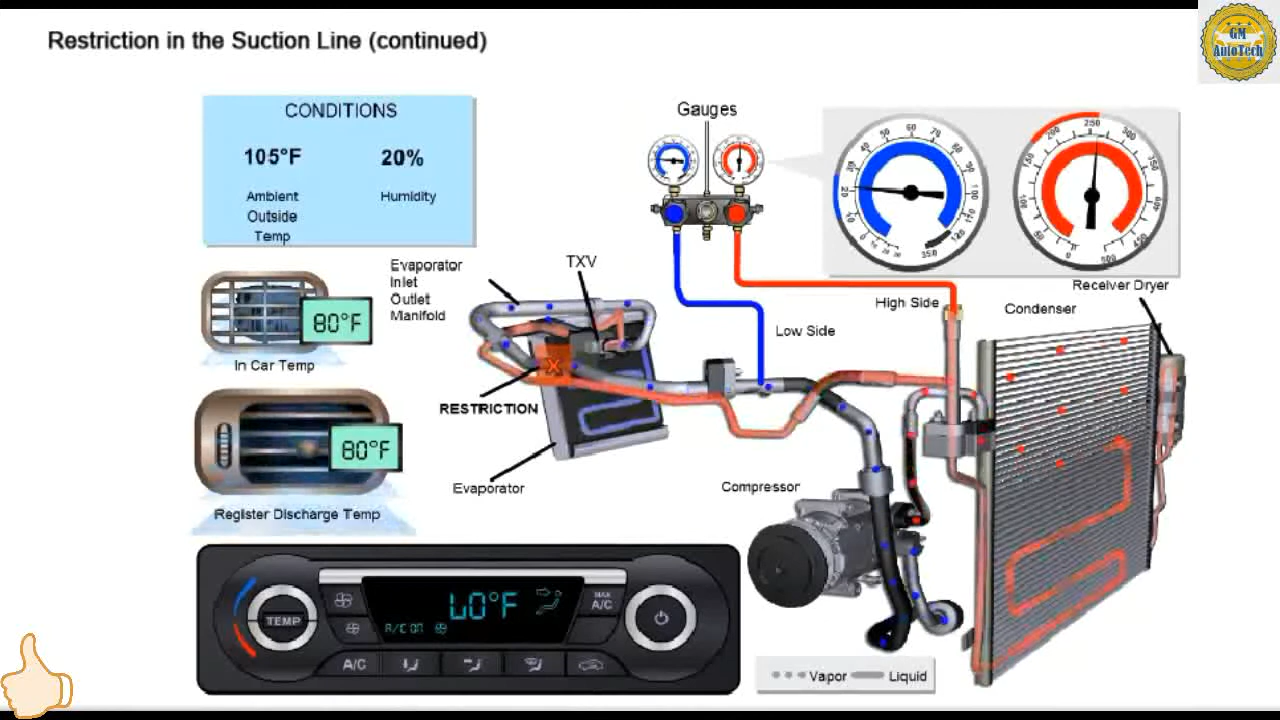 Restriction in the Suction Line (continued)
GM
AutoTech
CONDITIONS
105°F
20%
Ambient
Outside
Temp
Humidity
Gauges
80°F
In Car Temp
80°F
Register Discharge Temp
Evaporator
Inlet
Outlet
Manifold
TXV
RESTRICTION
Evaporator
Low Side
High Side
Condenser
Receiver Dryer
Compressor
TEMP
LO°F
A/C ON
MAX
A/C
A/C
Vapor
Liquid